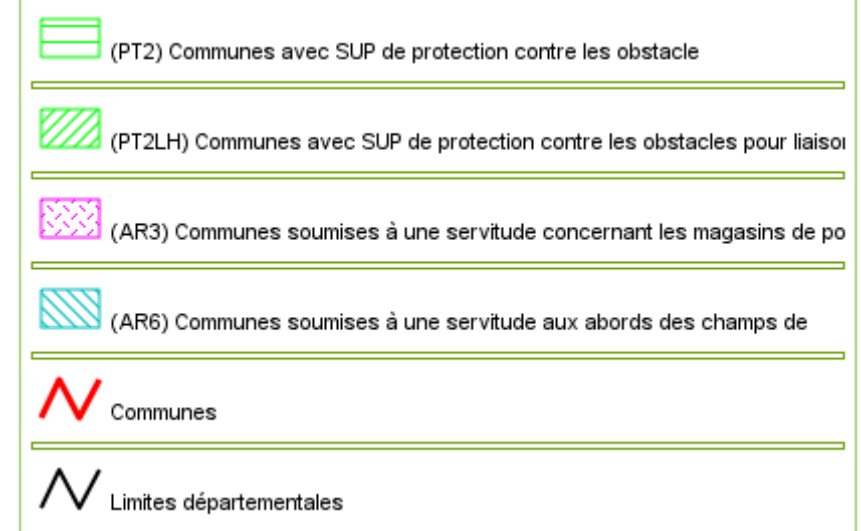 (PT2) Communes avec SUP de protection contre les obstacle
(PT2LH) Communes avec SUP de protection contre les obstacles pour liaison
(AR3) Communes soumises à une servitude concernant les magasins de po
(AR6) Communes soumises à une servitude aux abords des champs de
Communes
Limites départementales